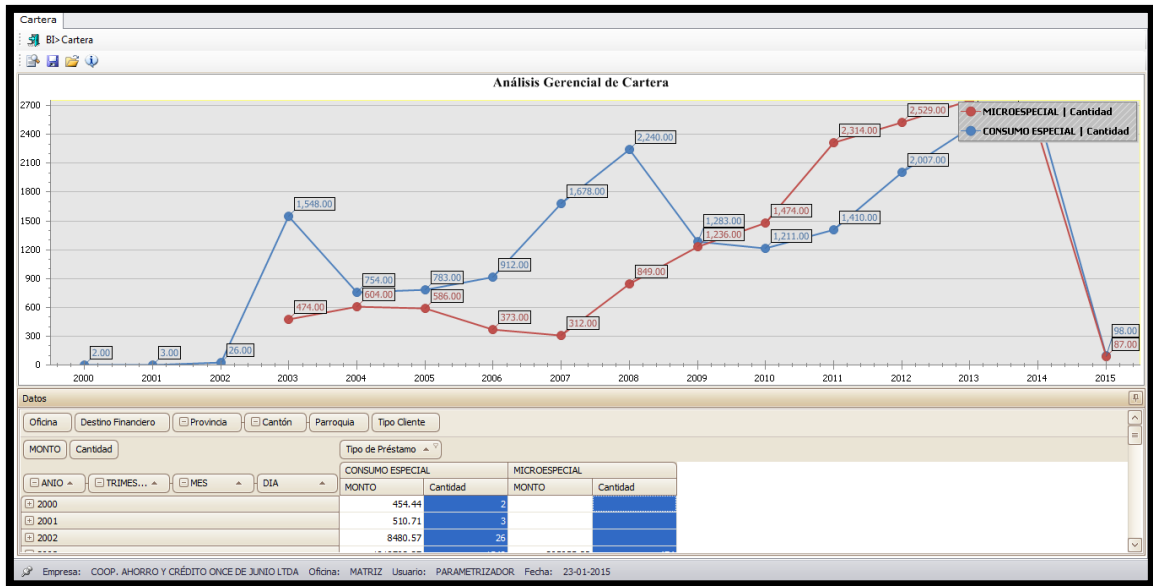 Cartera
BI>Cartera
Análisis Gerencial de Cartera
2700
2400
2100
1800
1500
1200
900
600
300
0
2.00
3.00
26.00
1,548.00
474.00
754.00
604.00
783.00
586.00
912.00
373.00
1,678.00
312.00
2,240.00
849.00
1,283.00
1,236.00
1,474.00
1,211.00
2,314.00
1,410.00
2,529.00
2,007.00
98.00
87.00
MICROESPECIAL | Cantidad
CONSUMO ESPECIAL | Cantidad
2000 2001 2002 2003 2004 2005 2006 2007 2008 2009 2010 2011 2012 2013 2014 2015
Datos
Oficina Destino Financiero Provincia Cantón Parroquia Tipo Cliente
MONTO Cantidad Tipo de Préstamo
CONSUMO ESPECIAL MICROESPECIAL
ANIO TRIMES... MES DIA MONTO Cantidad MONTO Cantidad
2000 454.44 2
2001 510.71 3
2002 8480.57 26
Empresa: COOP. AHORRO Y CRÉDITO ONCE DE JUNIO LTDA Oficina: MATRIZ Usuario: PARAMETRIZADOR Fecha: 23-01-2015